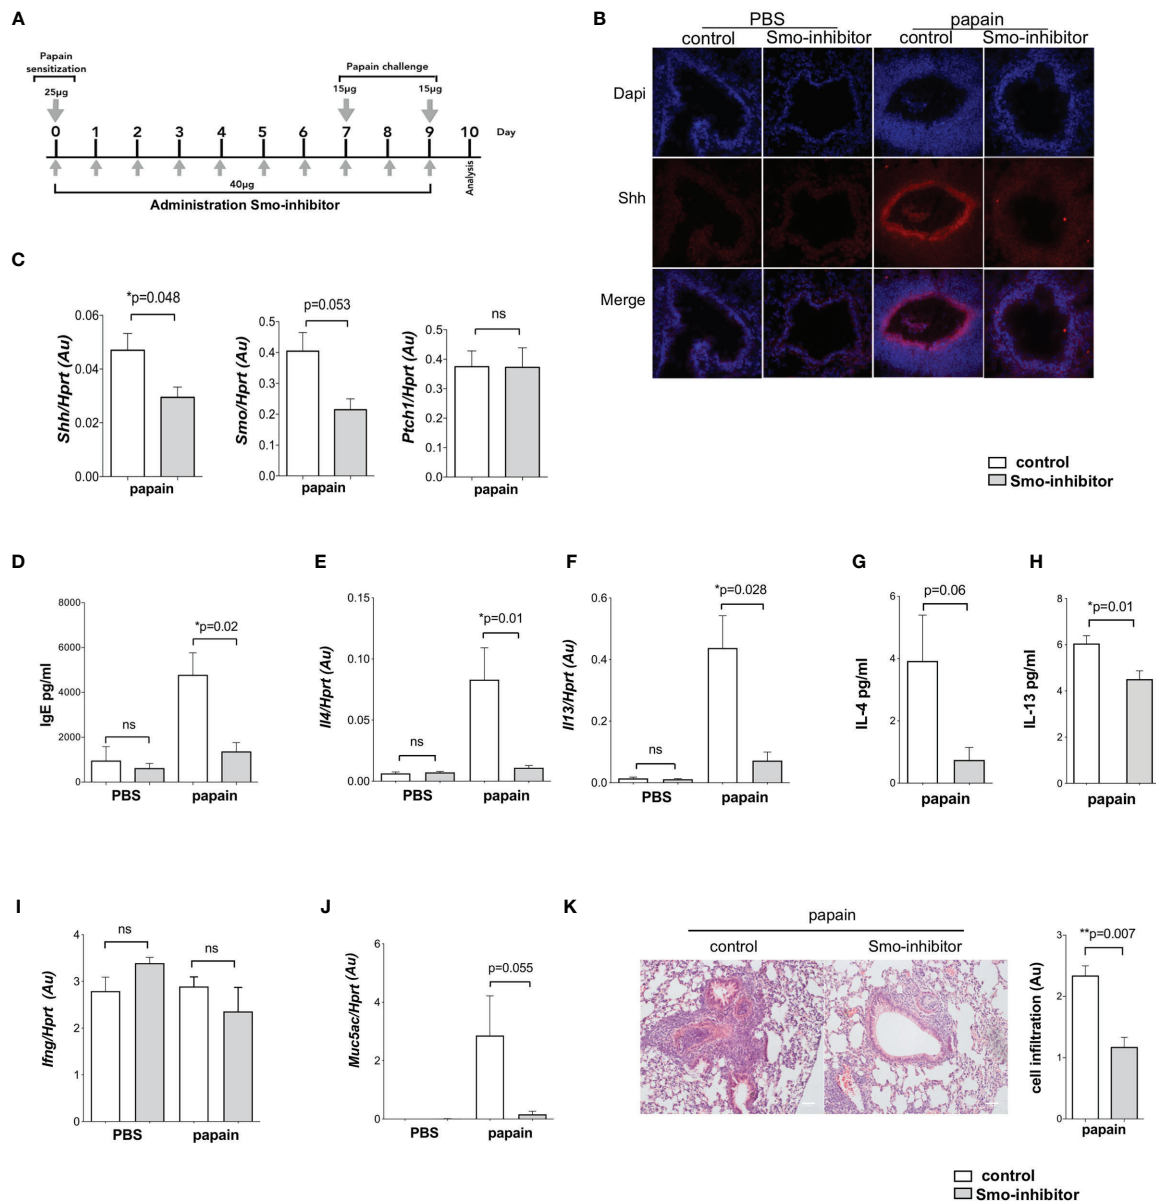 A
Papain
sensitization
25µg
Papain challenge
15µg 15µg
0 1 2 3 4 5 6 7 8 9 10 Day
Analysis
40µg
Administration Smo-inhibitor
B
PBS papain
control Smo-inhibitor control Smo-inhibitor
Dapi
Shh
Merge
C
*p=0.048
Shh/Hprt (Au)
0.06
0.04
0.02
0.00
papain
p=0.053
Smo/Hprt (Au)
0.5
0.4
0.3
0.2
0.1
0.0
papain
ns
Ptch1/Hprt (Au)
0.5
0.4
0.3
0.2
0.1
0.0
papain
control
Smo-inhibitor
D
IgE pg/ml
8000
6000
4000
2000
0
ns
*p=0.02
PBS papain
E
Il4/Hprt (Au)
0.15
0.10
0.05
0.00
ns
*p=0.01
PBS papain
F
Il13/Hprt (Au)
0.6
0.4
0.2
0.0
ns
*p=0.028
PBS papain
G
IL-4 pg/ml
6
4
2
0
p=0.06
papain
H
IL-13 pg/ml
8
6
4
2
0
*p=0.01
papain
I
Ifng/Hprt (Au)
4
3
2
1
0
ns
ns
PBS papain
J
Muc5ac/Hprt (Au)
6
4
2
0
p=0.055
PBS papain
K
papain
control Smo-inhibitor
cell infiltration (Au)
3
2
1
0
**p=0.007
papain
control
Smo-inhibitor